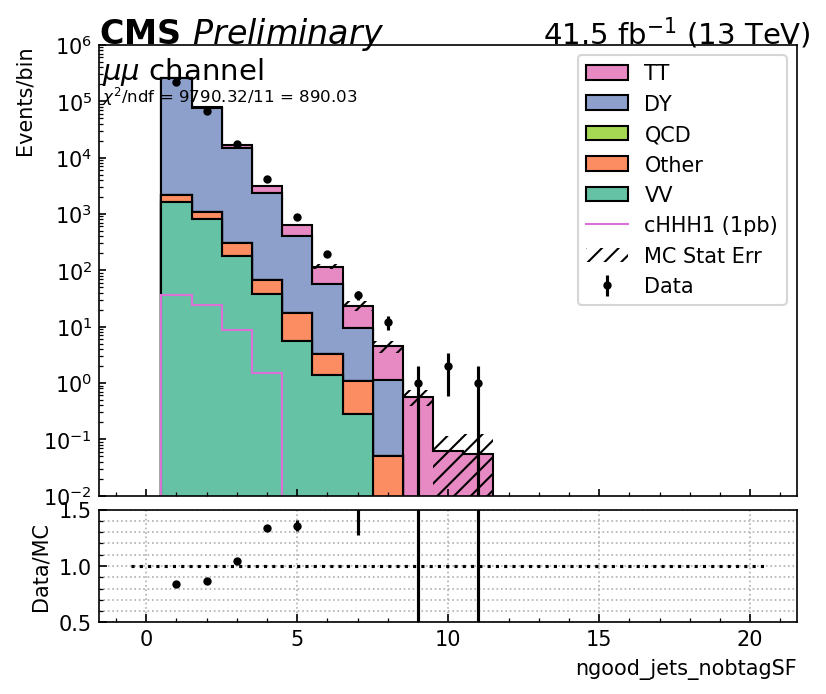 CMS Preliminary 41.5 fb⁻¹ (13 TeV)
μμ channel
χ²/ndf = 9790.32/11 = 890.03
Events/bin
10⁶
10⁵
10⁴
10³
10²
10¹
10⁰
10⁻¹
10⁻²
TT
DY
QCD
Other
VV
cHHH1 (1pb)
MC Stat Err
Data
Data/MC
1.5
1.0
0.5
0 5 10 15 20
ngood_jets_nobtagSF